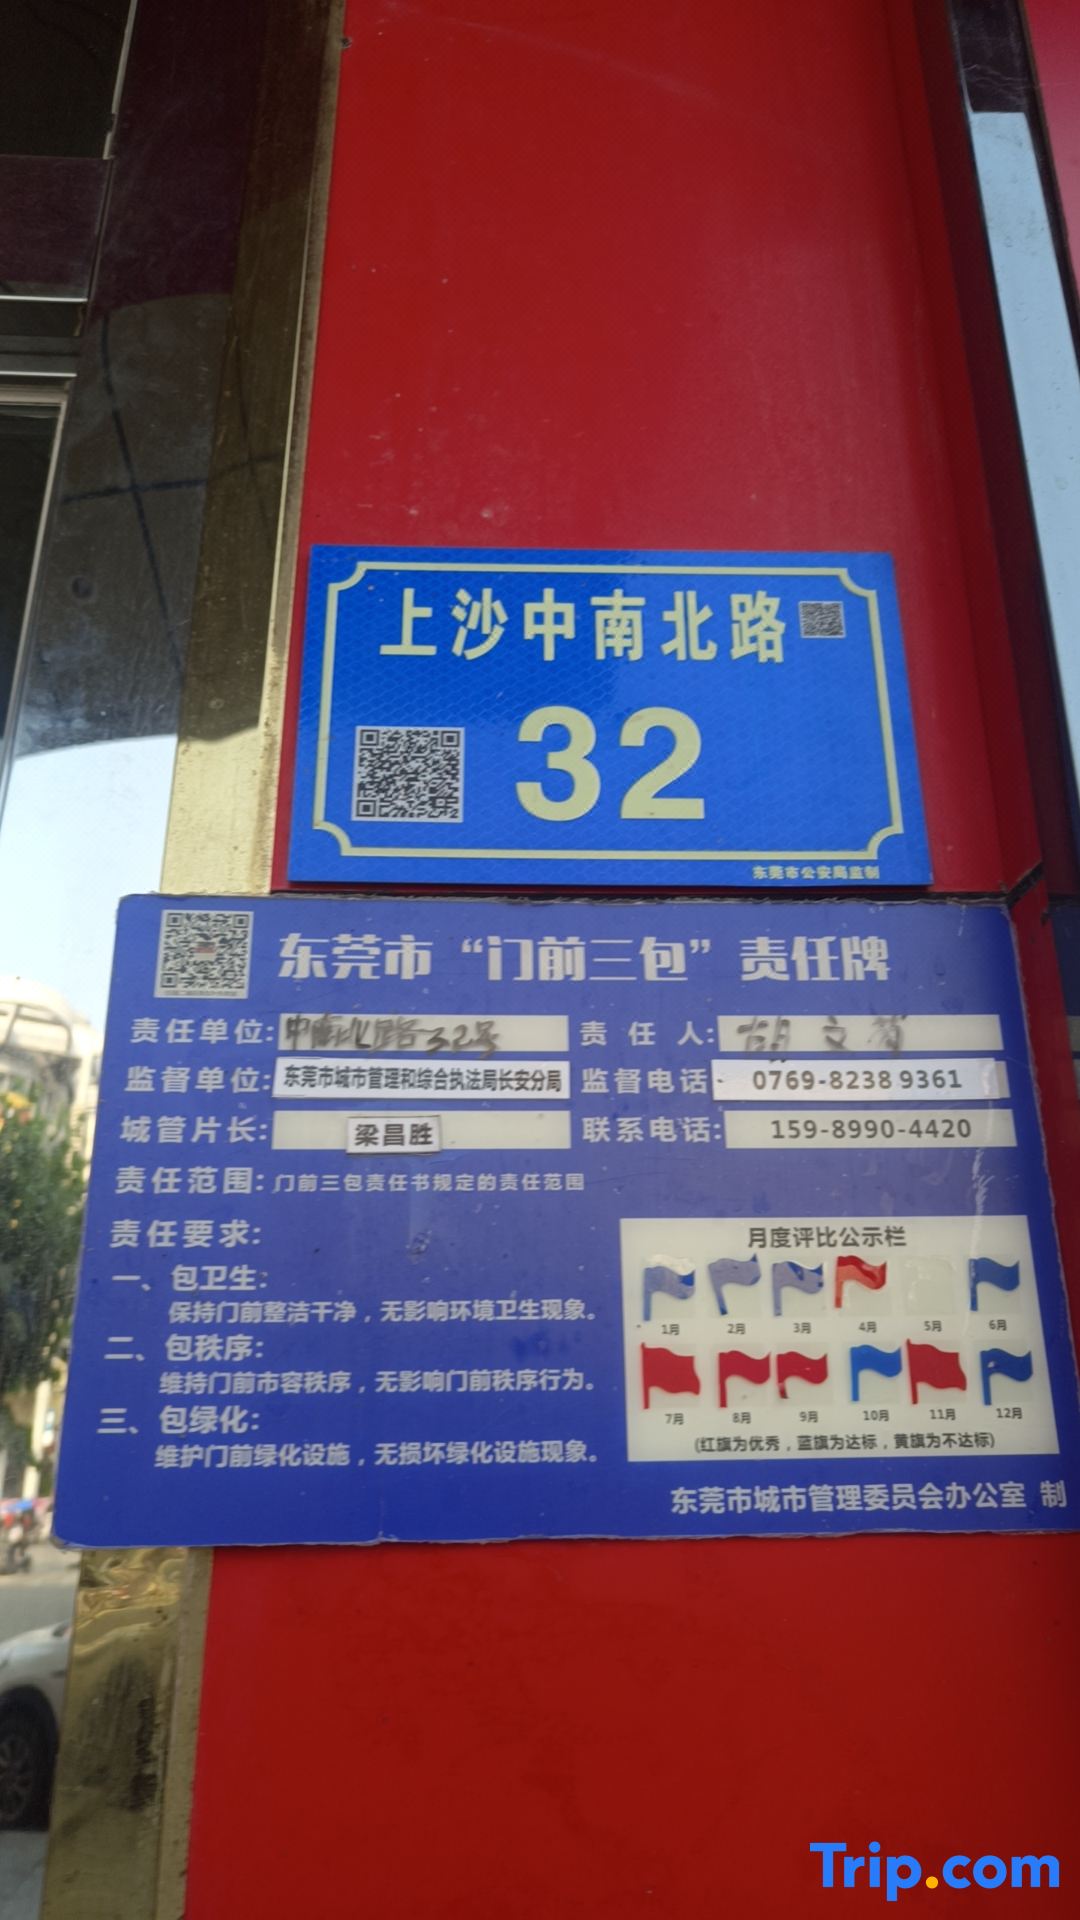 上沙中南北路
32
东莞市公安局监制
东莞市“门前三包”责任牌
责任单位: 中南北路32号 责任人: 胡文
监督单位: 东莞市城市管理和综合执法局长安分局 监督电话: 0769-8238 9361
城管片长: 梁昌胜 联系电话: 159-8990-4420
责任范围: 门前三包责任书规定的责任范围
责任要求:
一、包卫生:
保持门前整洁干净，无影响环境卫生现象。
二、包秩序:
维持门前市容秩序，无影响门前秩序行为。
三、包绿化:
维护门前绿化设施，无损坏绿化设施现象。
月度评比公示栏
1月 2月 3月 4月 5月 6月
7月 8月 9月 10月 11月 12月
(红旗为优秀，蓝旗为达标，黄旗为不达标)
东莞市城市管理委员会办公室 制
Trip.com